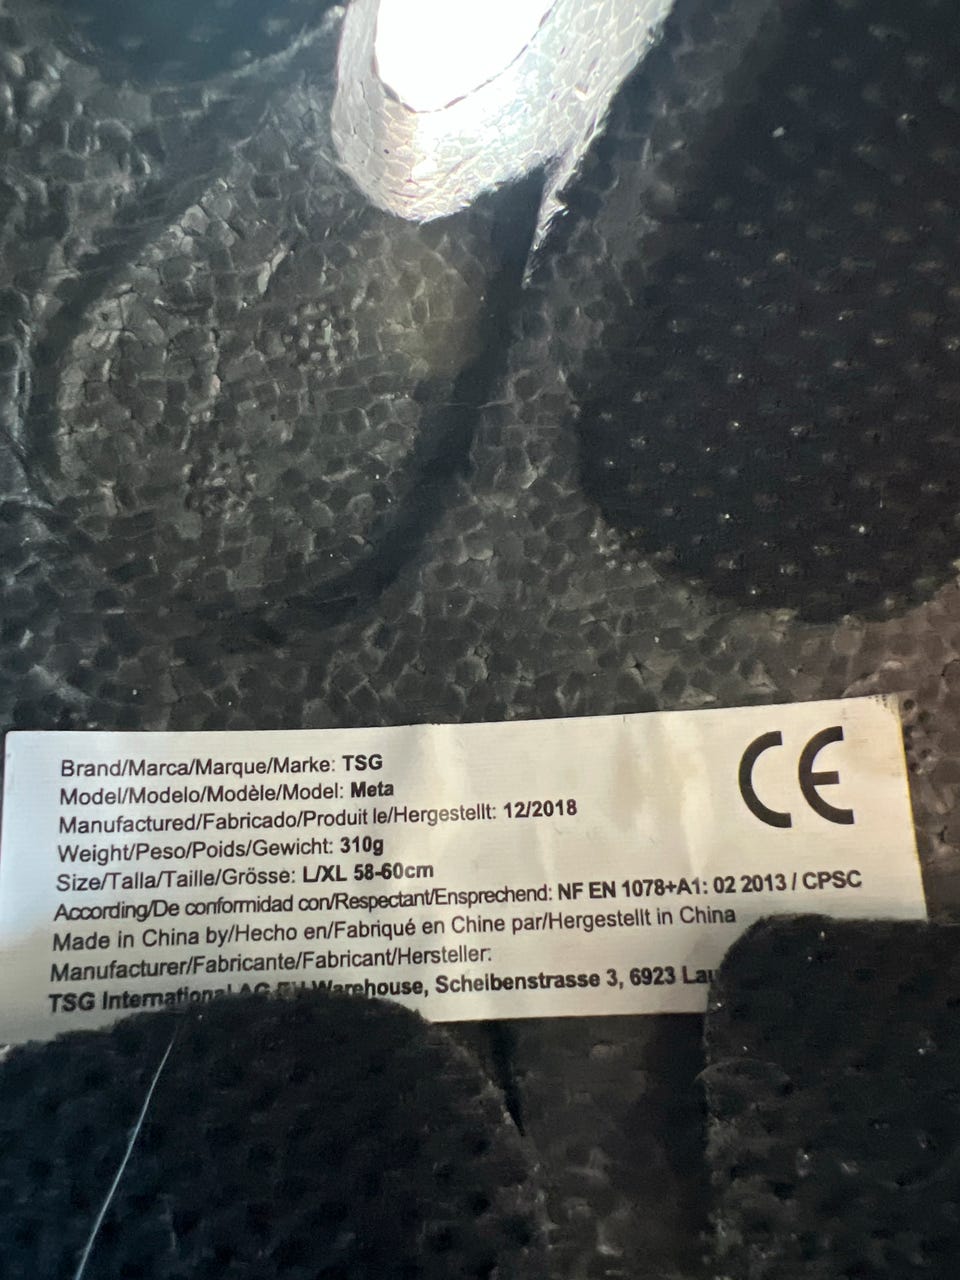 Brand/Marca/Marque/Marke: TSG
Model/Modelo/Modèle/Model: Meta
Manufactured/Fabricado/Produit le/Hergestellt: 12/2018
Weight/Peso/Poids/Gewicht: 310g
Size/Talla/Taille/Grösse: L/XL 58-60cm
According/De conformidad con/Respectant/Ensprechend: NF EN 1078+A1: 02 2013 / CPSC
Made in China by/Hecho en/Fabriqué en Chine par/Hergestellt in China
Manufacturer/Fabricante/Fabricant/Hersteller:
TSG International AG EU Warehouse, Scheibenstrasse 3, 6923
CE